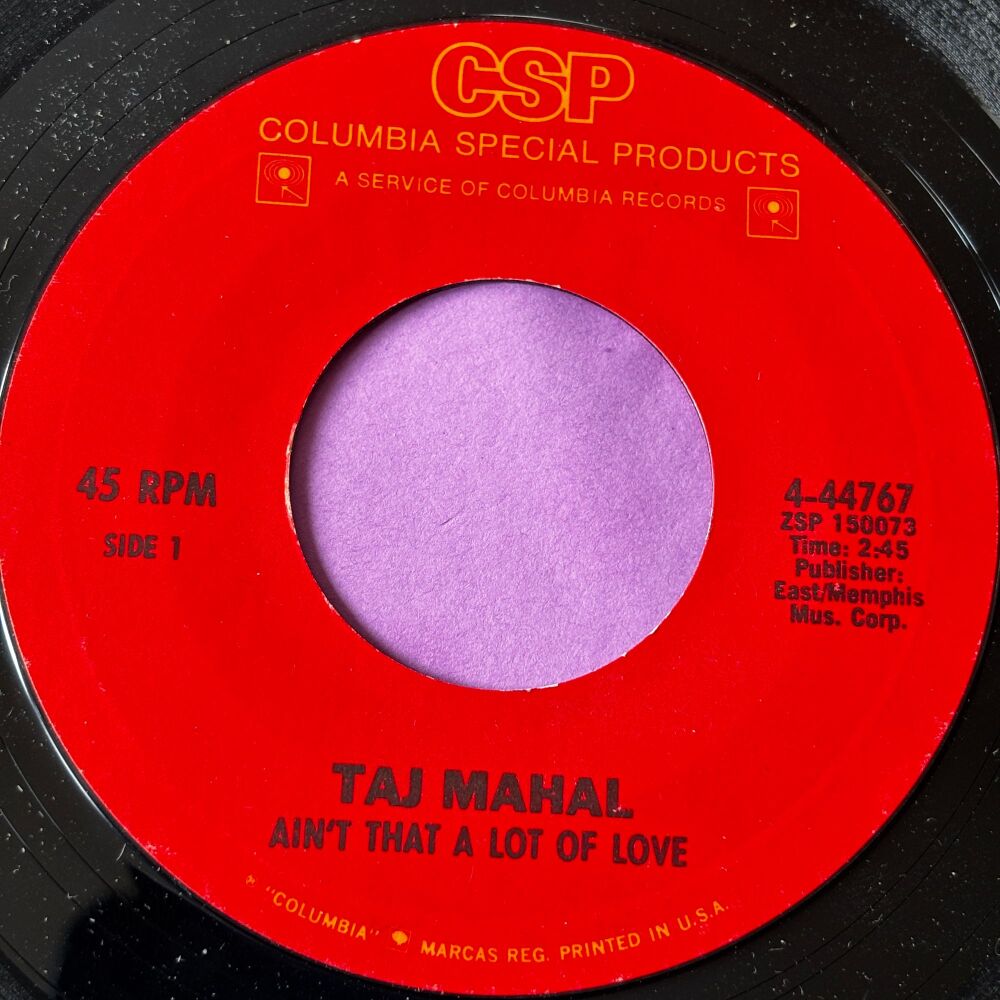 CSP
COLUMBIA SPECIAL PRODUCTS
A SERVICE OF COLUMBIA RECORDS
45 RPM
SIDE 1
4-44767
ZSP 150073
Time: 2:45
Publisher:
East/Memphis
Mus. Corp.
TAJ MAHAL
AIN'T THAT A LOT OF LOVE
"COLUMBIA" MARCAS REG. PRINTED IN U.S.A.